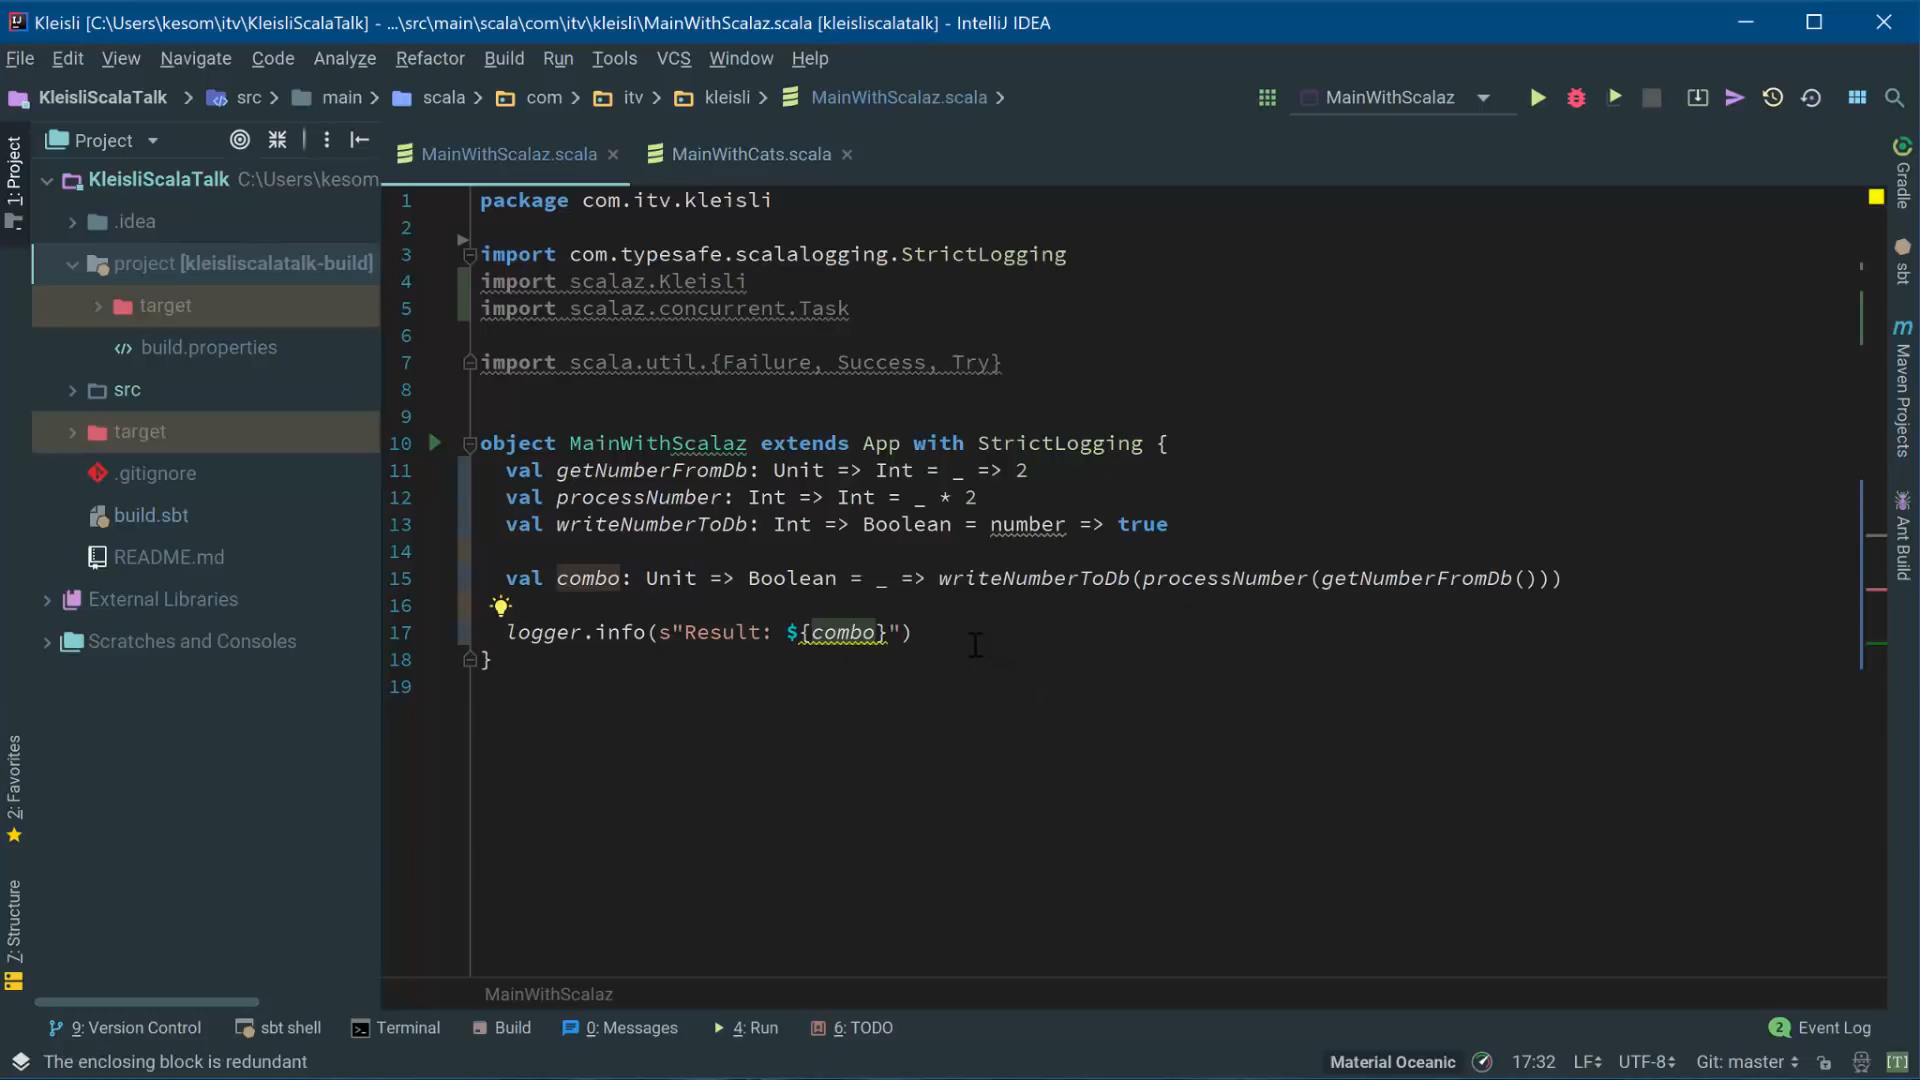 Kleisli [C:\Users\kesom\itv\KleisliScalaTalk] - ...\src\main\scala\com\itv\kleisli\MainWithScalaz.scala [kleisliscalatalk] - IntelliJ IDEA
File Edit View Navigate Code Analyze Refactor Build Run Tools VCS Window Help
KleisliScalaTalk src main scala com itv kleisli MainWithScalaz.scala MainWithScalaz
1: Project
2: Favorites
7: Structure
Project
KleisliScalaTalk C:\Users\kesom
.idea
project [kleisliscalatalk-build]
target
build.properties
src
target
.gitignore
build.sbt
README.md
External Libraries
Scratches and Consoles
MainWithScalaz.scala MainWithCats.scala
1 package com.itv.kleisli
2
3 import com.typesafe.scalalogging.StrictLogging
4 import scalaz.Kleisli
5 import scalaz.concurrent.Task
6
7 import scala.util.{Failure, Success, Try}
8
9
10 object MainWithScalaz extends App with StrictLogging {
11 val getNumberFromDb: Unit => Int = _ => 2
12 val processNumber: Int => Int = _ * 2
13 val writeNumberToDb: Int => Boolean = number => true
14
15 val combo: Unit => Boolean = _ => writeNumberToDb(processNumber(getNumberFromDb()))
16
17 logger.info(s"Result: ${combo}")
18 }
19
MainWithScalaz
Gradle
sbt
m
Maven Projects
Ant Build
9: Version Control sbt shell Terminal Build 0: Messages 4: Run 6: TODO 2 Event Log
The enclosing block is redundant Material Oceanic 17:32 LF UTF-8 Git: master [T]